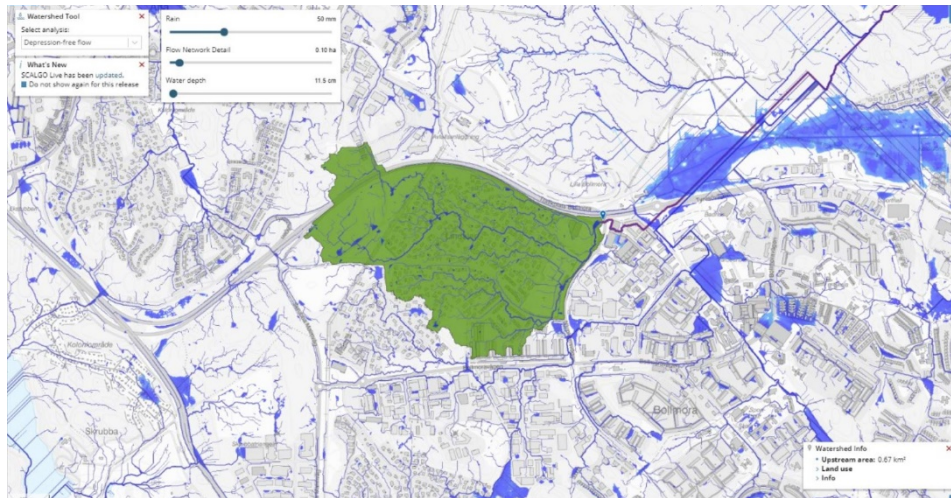 Watershed Tool
Select analysis:
Depression-free flow
What's New
SCALGO Live has been updated.
Do not show again for this release
Rain
50 mm
Flow Network Detail
0.10 ha
Water depth
11.5 cm
Skrubba
Bollmora
Watershed Info
Upstream area: 0.67 km²
Land use
Info